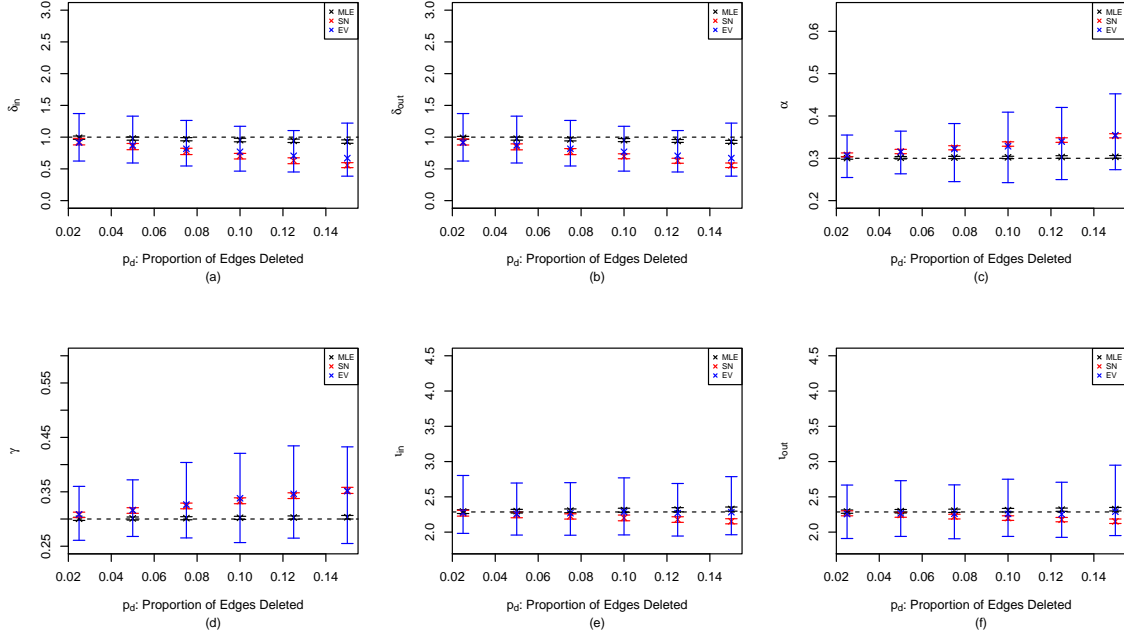 3.0
2.5
2.0
1.5
1.0
0.5
0.0
δin
MLE
SN
EV
0.02 0.04 0.06 0.08 0.10 0.12 0.14
pd: Proportion of Edges Deleted
(a)
3.0
2.5
2.0
1.5
1.0
0.5
0.0
δout
MLE
SN
EV
0.02 0.04 0.06 0.08 0.10 0.12 0.14
pd: Proportion of Edges Deleted
(b)
0.6
0.5
0.4
0.3
0.2
α
MLE
SN
EV
0.02 0.04 0.06 0.08 0.10 0.12 0.14
pd: Proportion of Edges Deleted
(c)
0.55
0.45
0.35
0.25
γ
MLE
SN
EV
0.02 0.04 0.06 0.08 0.10 0.12 0.14
pd: Proportion of Edges Deleted
(d)
4.5
4.0
3.5
3.0
2.5
2.0
ιin
MLE
SN
EV
0.02 0.04 0.06 0.08 0.10 0.12 0.14
pd: Proportion of Edges Deleted
(e)
4.5
4.0
3.5
3.0
2.5
2.0
ιout
MLE
SN
EV
0.02 0.04 0.06 0.08 0.10 0.12 0.14
pd: Proportion of Edges Deleted
(f)